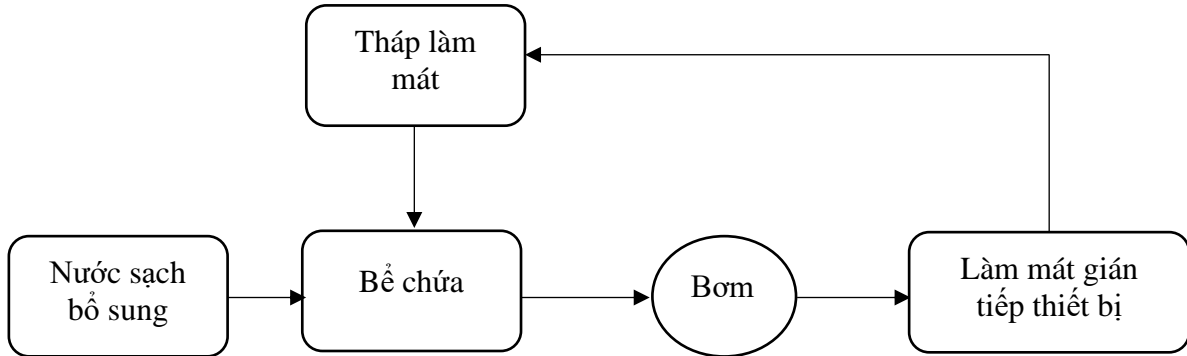 Tháp làm
mát
Nước sạch
bổ sung
Bể chứa
Bơm
Làm mát gián
tiếp thiết bị